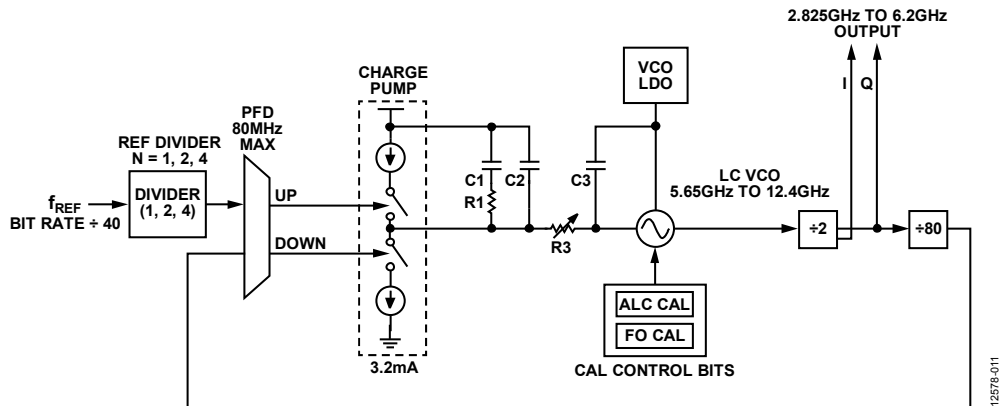 2.825GHz TO 6.2GHz
OUTPUT
I
Q
VCO
LDO
CHARGE
PUMP
PFD
80MHz
MAX
REF DIVIDER
N = 1, 2, 4
DIVIDER
(1, 2, 4)
fREF
BIT RATE ÷ 40
UP
DOWN
C1
R1
C2
C3
R3
LC VCO
5.65GHz TO 12.4GHz
÷2
÷80
ALC CAL
FO CAL
CAL CONTROL BITS
3.2mA
12578-011